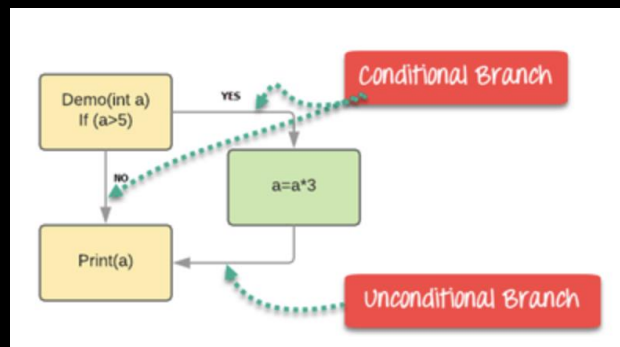 Conditional Branch
YES
Demo(int a)
If (a>5)
NO
a=a*3
Print(a)
Unconditional Branch